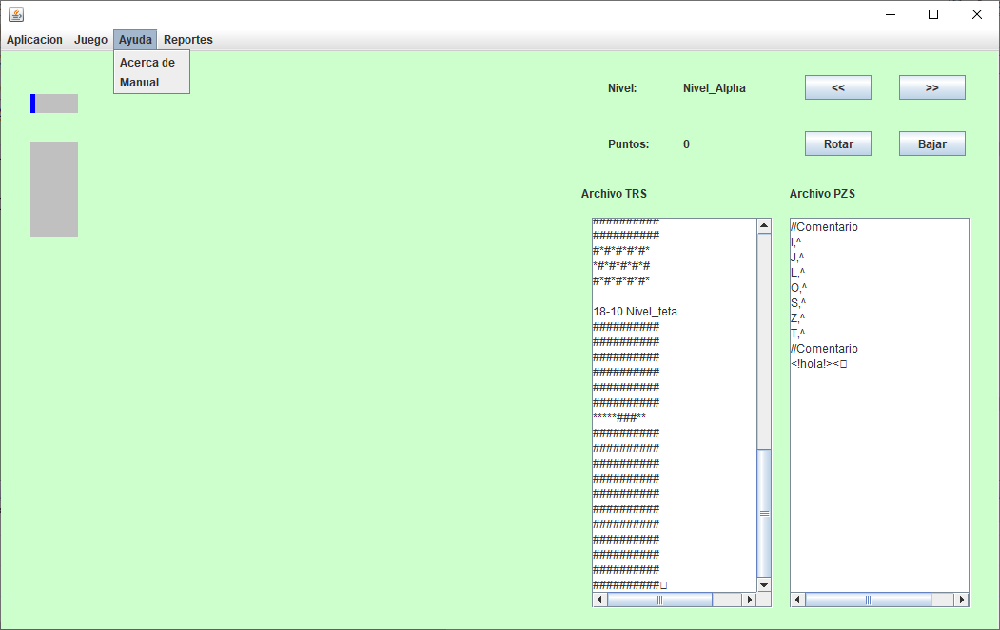 Aplicacion Juego Ayuda Reportes
Acerca de
Manual
Nivel: Nivel_Alpha << >>
Puntos: 0 Rotar Bajar
Archivo TRS
##########
##########
#*#*#*#*#*
*#*#*#*#*#
#*#*#*#*#*
18-10 Nivel_teta
##########
##########
##########
##########
##########
##########
*****###**
##########
##########
##########
##########
##########
##########
##########
##########
##########
##########
##########□
Archivo PZS
//Comentario
I,^
J,^
L,^
O,^
S,^
Z,^
T,^
//Comentario
<!hola!><□